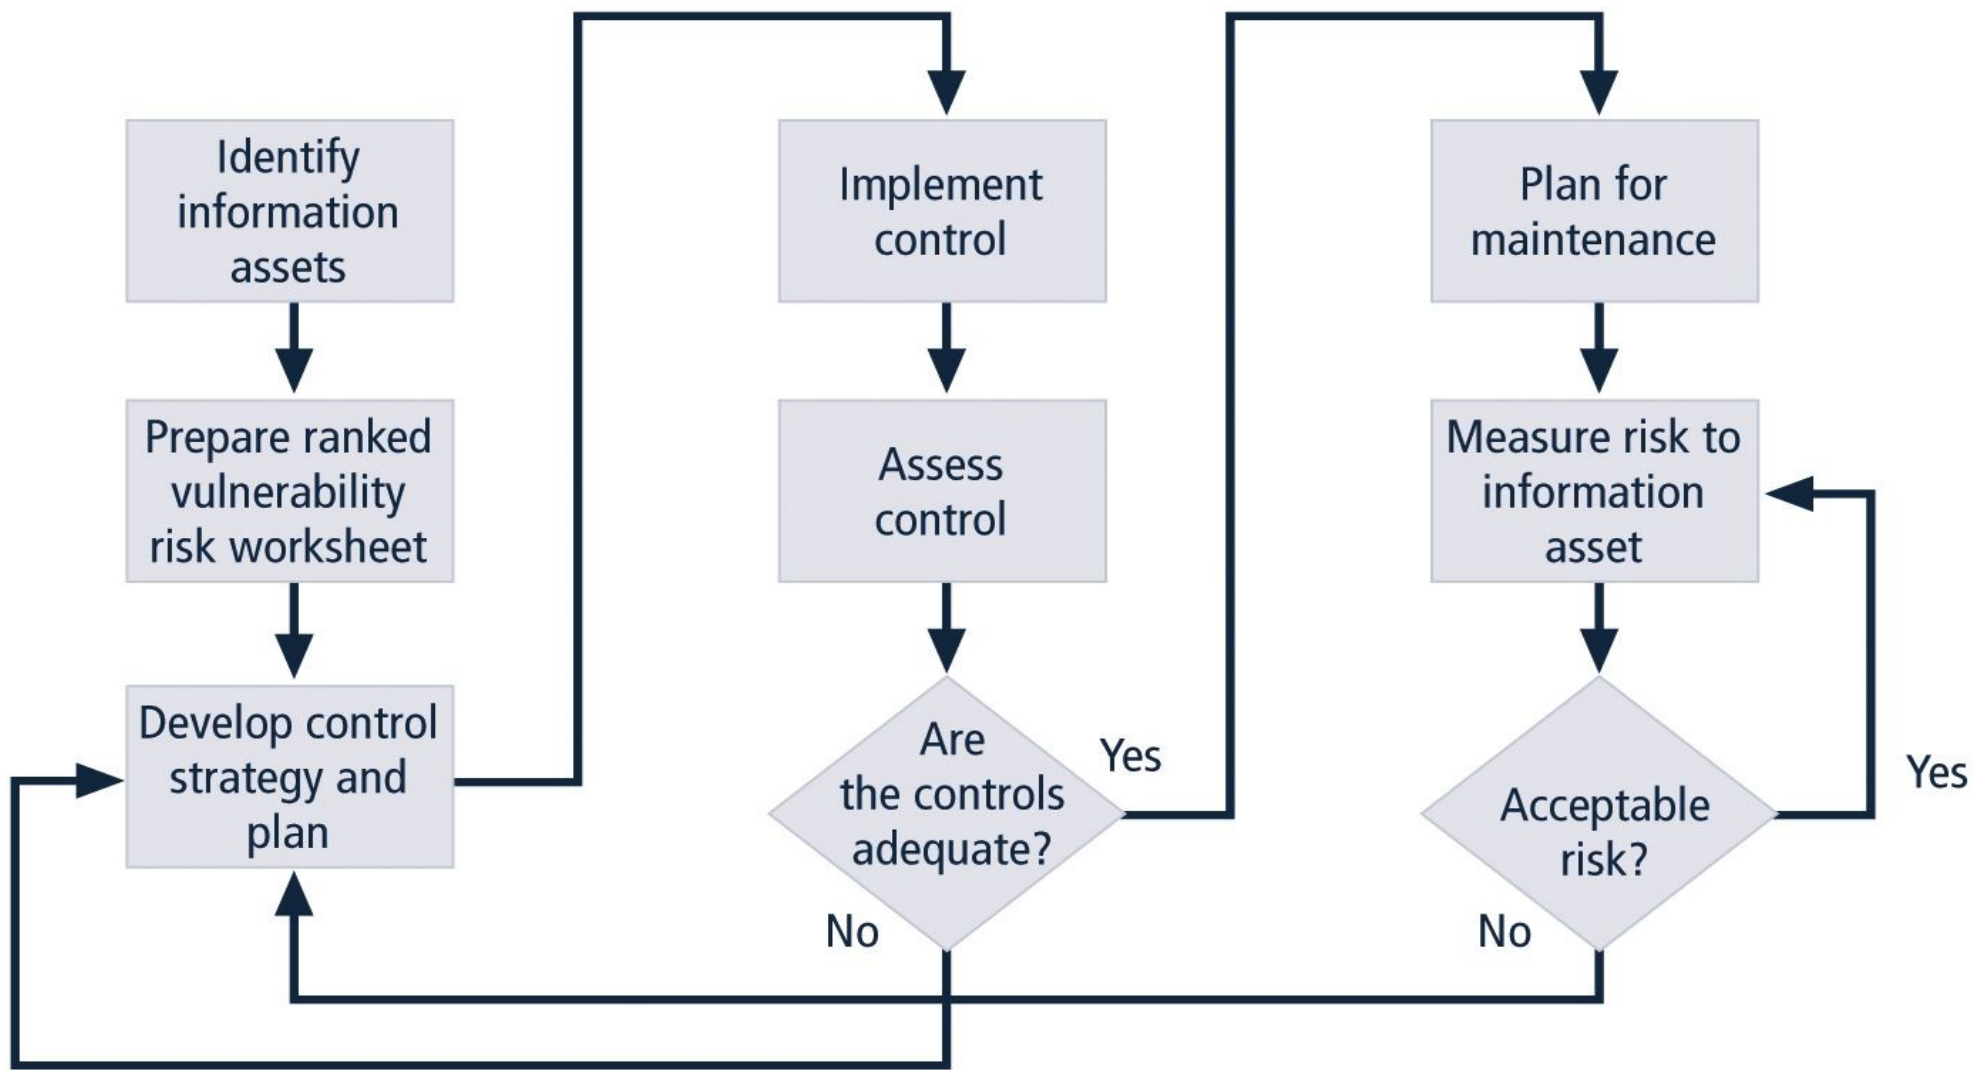 Identify
information
assets
Prepare ranked
vulnerability
risk worksheet
Develop control
strategy and
plan
Implement
control
Assess
control
Are
the controls
adequate?
Yes
No
Plan for
maintenance
Measure risk to
information
asset
Acceptable
risk?
Yes
No